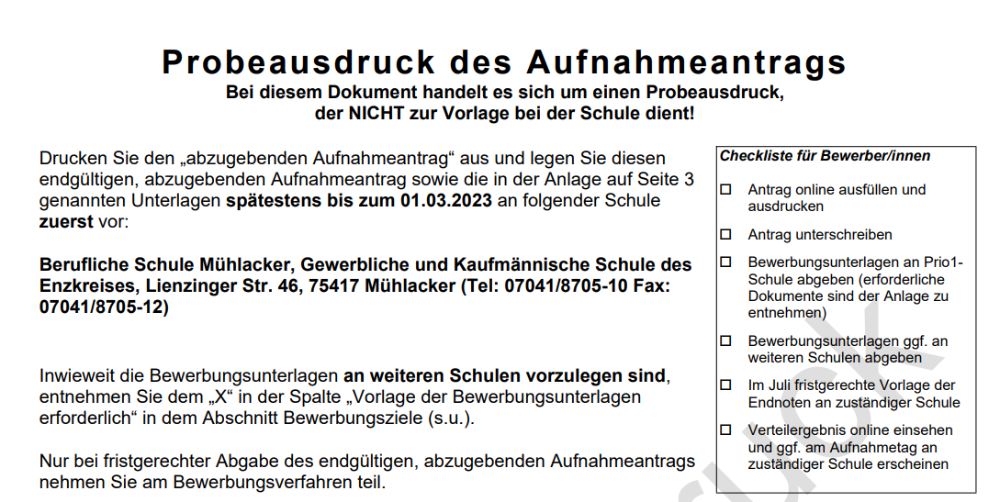 Probeausdruck des Aufnahmeantrags
Bei diesem Dokument handelt es sich um einen Probeausdruck,
der NICHT zur Vorlage bei der Schule dient!
Drucken Sie den „abzugebenden Aufnahmeantrag“ aus und legen Sie diesen
endgültigen, abzugebenden Aufnahmeantrag sowie die in der Anlage auf Seite 3
genannten Unterlagen spätestens bis zum 01.03.2023 an folgender Schule
zuerst vor:
Berufliche Schule Mühlacker, Gewerbliche und Kaufmännische Schule des
Enzkreises, Lienzinger Str. 46, 75417 Mühlacker (Tel: 07041/8705-10 Fax:
07041/8705-12)
Inwieweit die Bewerbungsunterlagen an weiteren Schulen vorzulegen sind,
entnehmen Sie dem „X“ in der Spalte „Vorlage der Bewerbungsunterlagen
erforderlich“ in dem Abschnitt Bewerbungsziele (s.u.).
Nur bei fristgerechter Abgabe des endgültigen, abzugebenden Aufnahmeantrags
nehmen Sie am Bewerbungsverfahren teil.
Checkliste für Bewerber/innen
☐ Antrag online ausfüllen und
ausdrucken
☐ Antrag unterschreiben
☐ Bewerbungsunterlagen an Prio1-
Schule abgeben (erforderliche
Dokumente sind der Anlage zu
entnehmen)
☐ Bewerbungsunterlagen ggf. an
weiteren Schulen abgeben
☐ Im Juli fristgerechte Vorlage der
Endnoten an zuständiger Schule
☐ Verteilergebnis online einsehen
und ggf. am Aufnahmetag an
zuständiger Schule erscheinen
ruck